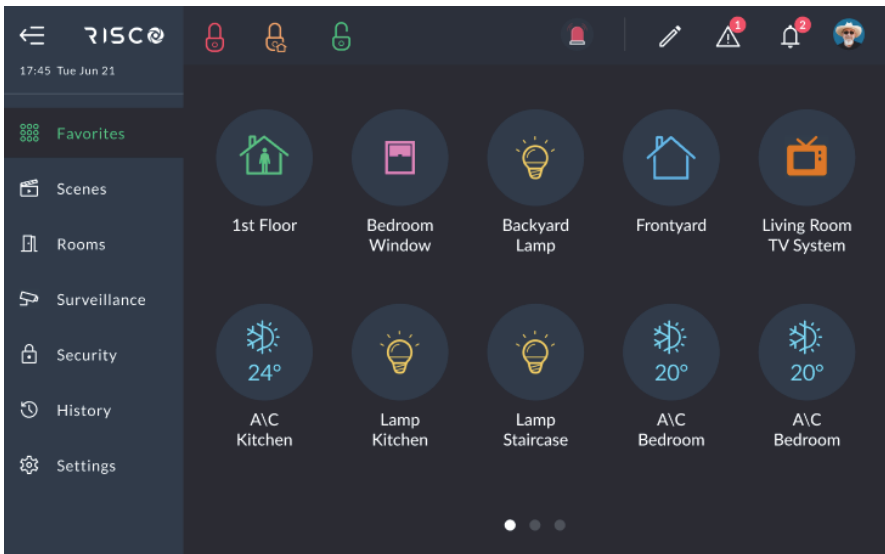 RISCO
1
2
17:45 Tue Jun 21
Favorites
Scenes
Rooms
Surveillance
Security
History
Settings
1st Floor
Bedroom
Window
Backyard
Lamp
Frontyard
Living Room
TV System
24°
A\C
Kitchen
Lamp
Kitchen
Lamp
Staircase
20°
A\C
Bedroom
20°
A\C
Bedroom